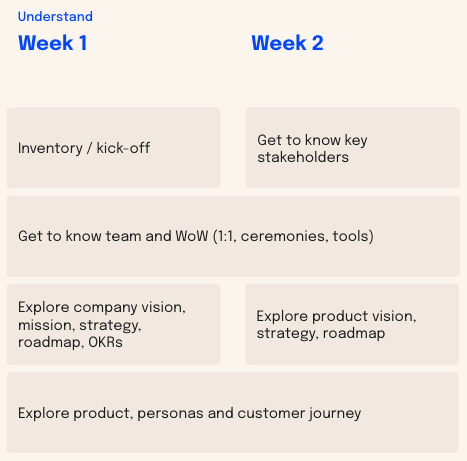 Understand
Week 1
Week 2
Inventory / kick-off
Get to know key
stakeholders
Get to know team and WoW (1:1, ceremonies, tools)
Explore company vision,
mission, strategy,
roadmap, OKRs
Explore product vision,
strategy, roadmap
Explore product, personas and customer journey